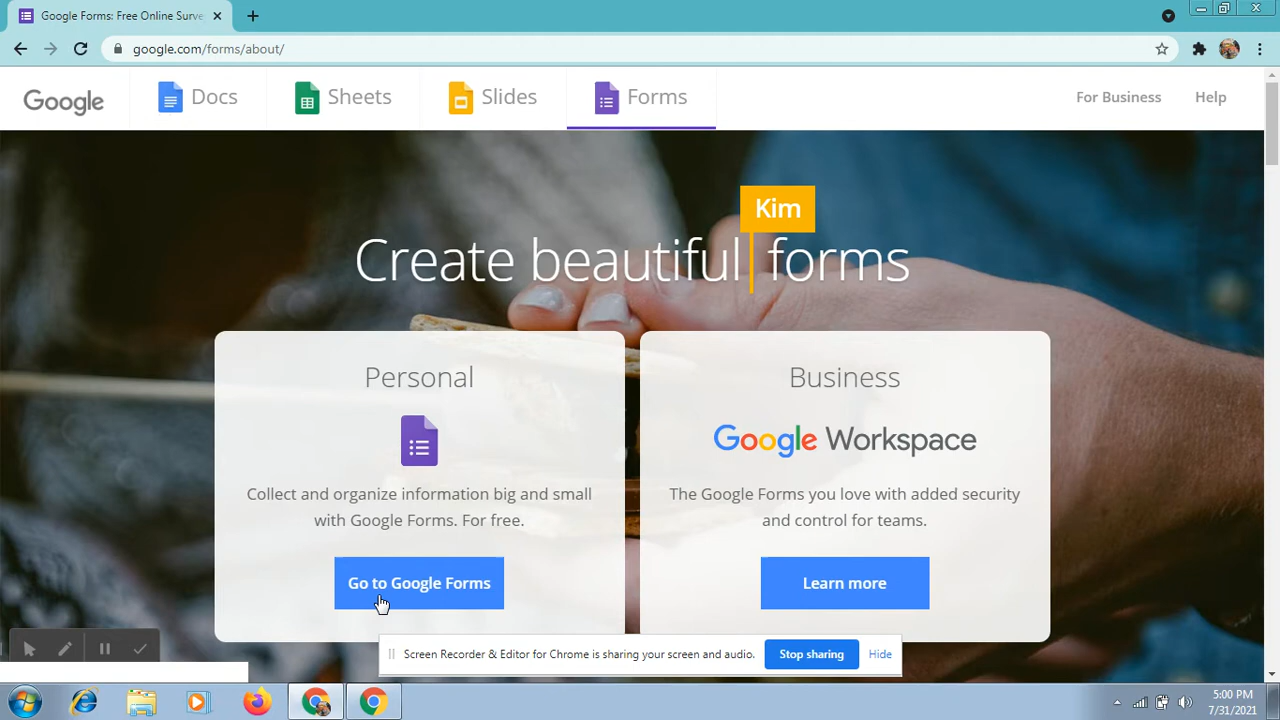 Google Forms: Free Online Surve
google.com/forms/about/
Google
Docs
Sheets
Slides
Forms
For Business
Help
Kim
Create beautiful forms
Personal
Collect and organize information big and small
with Google Forms. For free.
Go to Google Forms
Business
Google Workspace
The Google Forms you love with added security
and control for teams.
Learn more
Screen Recorder & Editor for Chrome is sharing your screen and audio.
Stop sharing
Hide
5:00 PM
7/31/2021